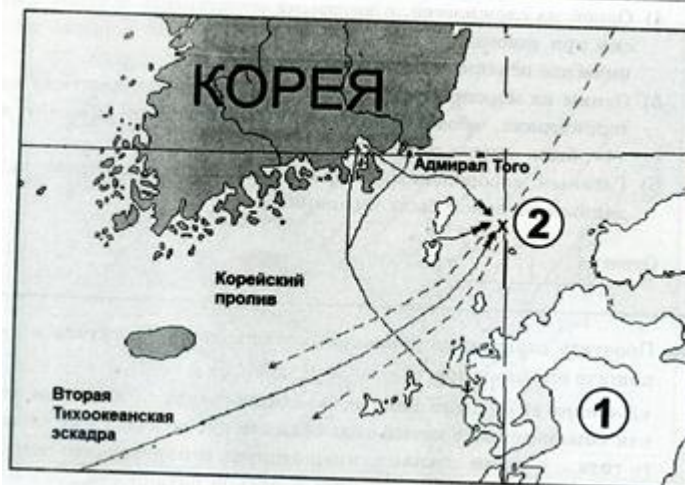 КОРЕЯ
Адмирал Того
2
Корейский
пролив
Вторая
Тихоокеанская
эскадра
1